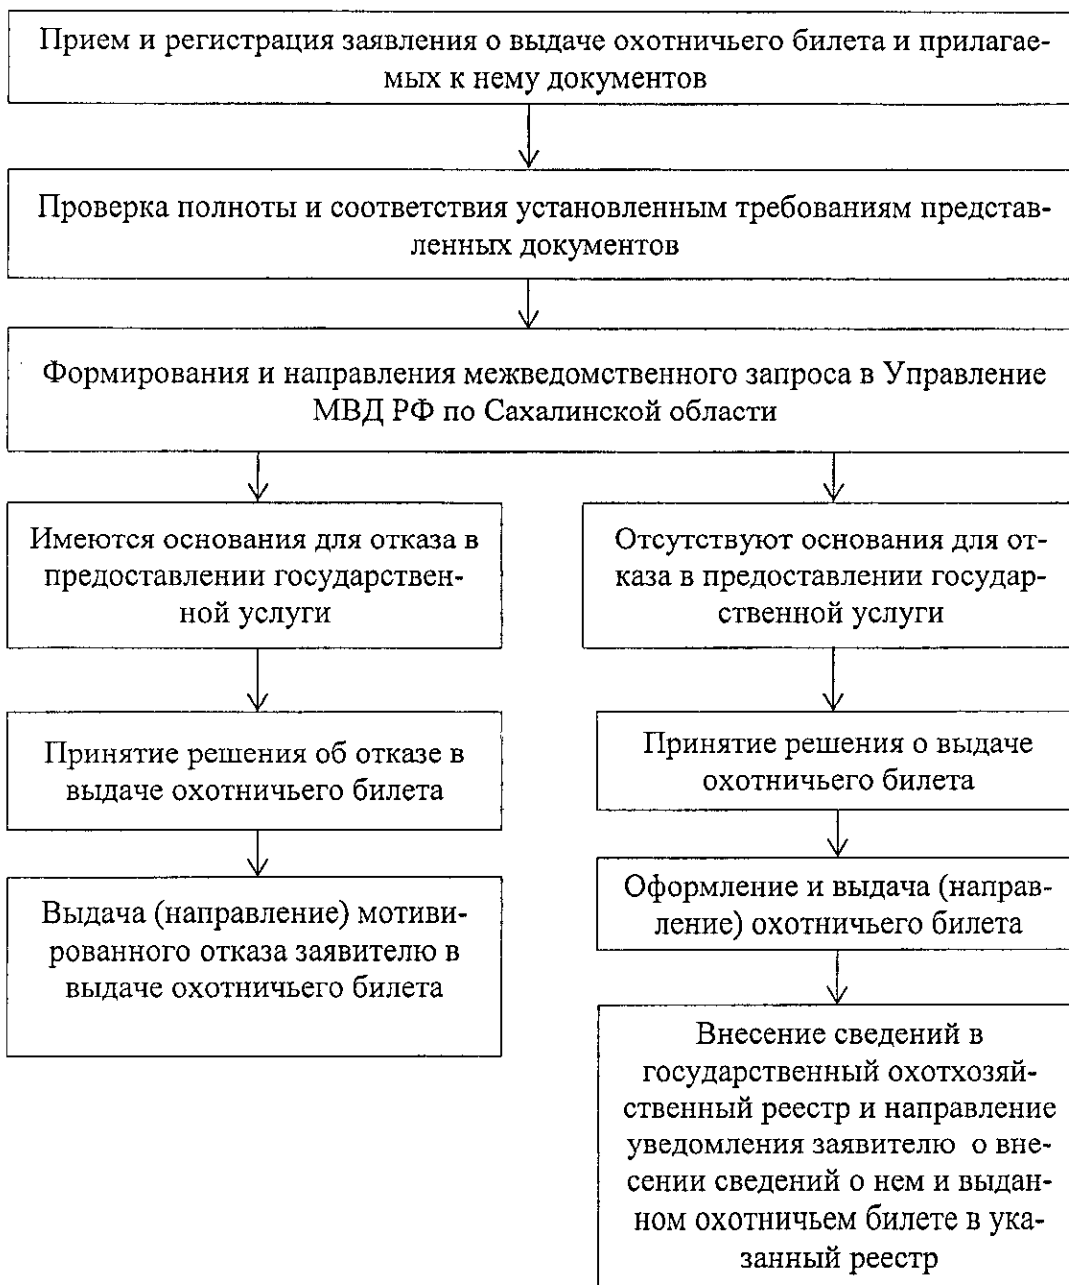 Прием и регистрация заявления о выдаче охотничьего билета и прилагае-
мых к нему документов
Проверка полноты и соответствия установленным требованиям представ-
ленных документов
Формирования и направления межведомственного запроса в Управление
МВД РФ по Сахалинской области
Имеются основания для отказа в
предоставлении государствен-
ной услуги
Отсутствуют основания для от-
каза в предоставлении государ-
ственной услуги
Принятие решения об отказе в
выдаче охотничьего билета
Принятие решения о выдаче
охотничьего билета
Выдача (направление) мотиви-
рованного отказа заявителю в
выдаче охотничьего билета
Оформление и выдача (направ-
ление) охотничьего билета
Внесение сведений в
государственный охотхозяй-
ственный реестр и направление
уведомления заявителю о вне-
сении сведений о нем и выдан-
ном охотничьем билете в ука-
занный реестр